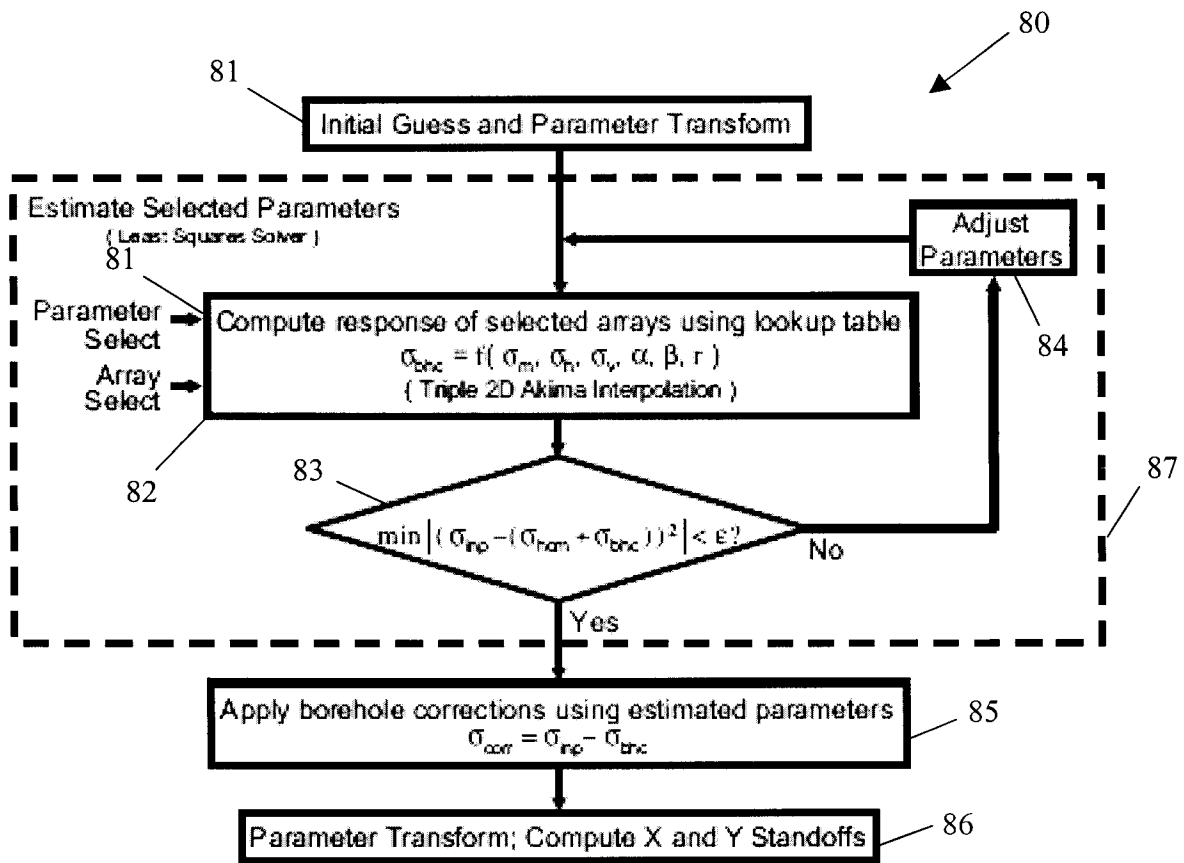 80
81
Initial Guess and Parameter Transform
Estimate Selected Parameters
( Least Squares Solver )
Adjust
Parameters
81
84
Parameter
Select
Array
Select
Compute response of selected arrays using lookup table
σbhc = f( σm, σh, σv, α, β, r )
( Triple 2D Akima Interpolation )
82
83
87
min |( σinp – (σhom + σbhc ))²| < ε?
No
Yes
Apply borehole corrections using estimated parameters
σcorr = σinp – σbhc
85
Parameter Transform; Compute X and Y Standoffs
86